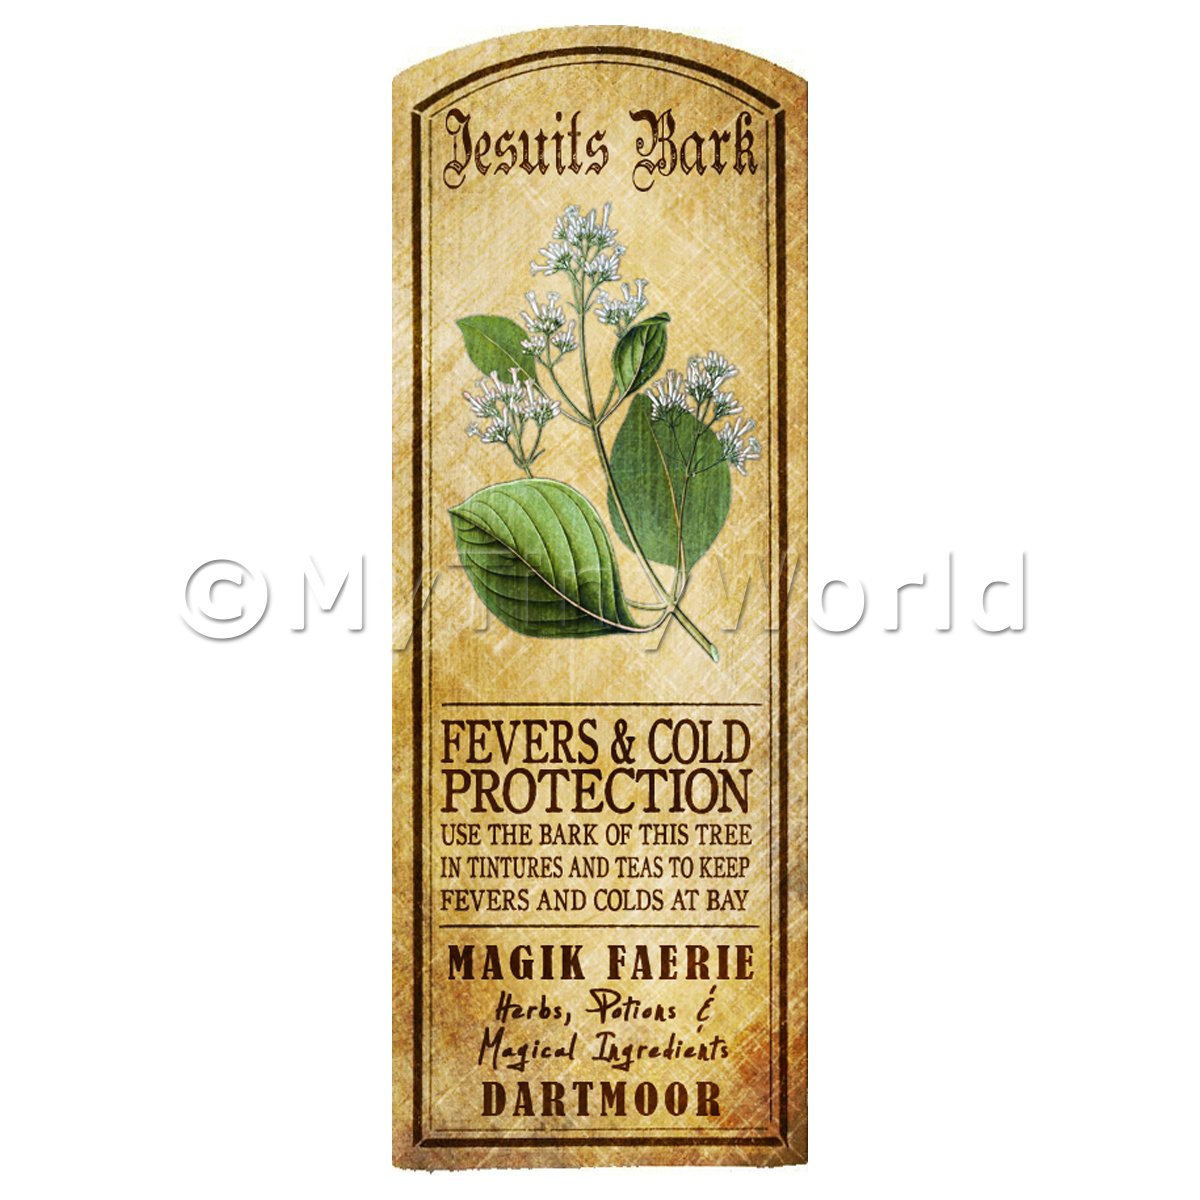 Jesuits Bark
©MyTinyWorld
FEVERS & COLD
PROTECTION
USE THE BARK OF THIS TREE
IN TINTURES AND TEAS TO KEEP
FEVERS AND COLDS AT BAY
MAGIK FAERIE
Herbs, Potions &
Magical Ingredients
DARTMOOR